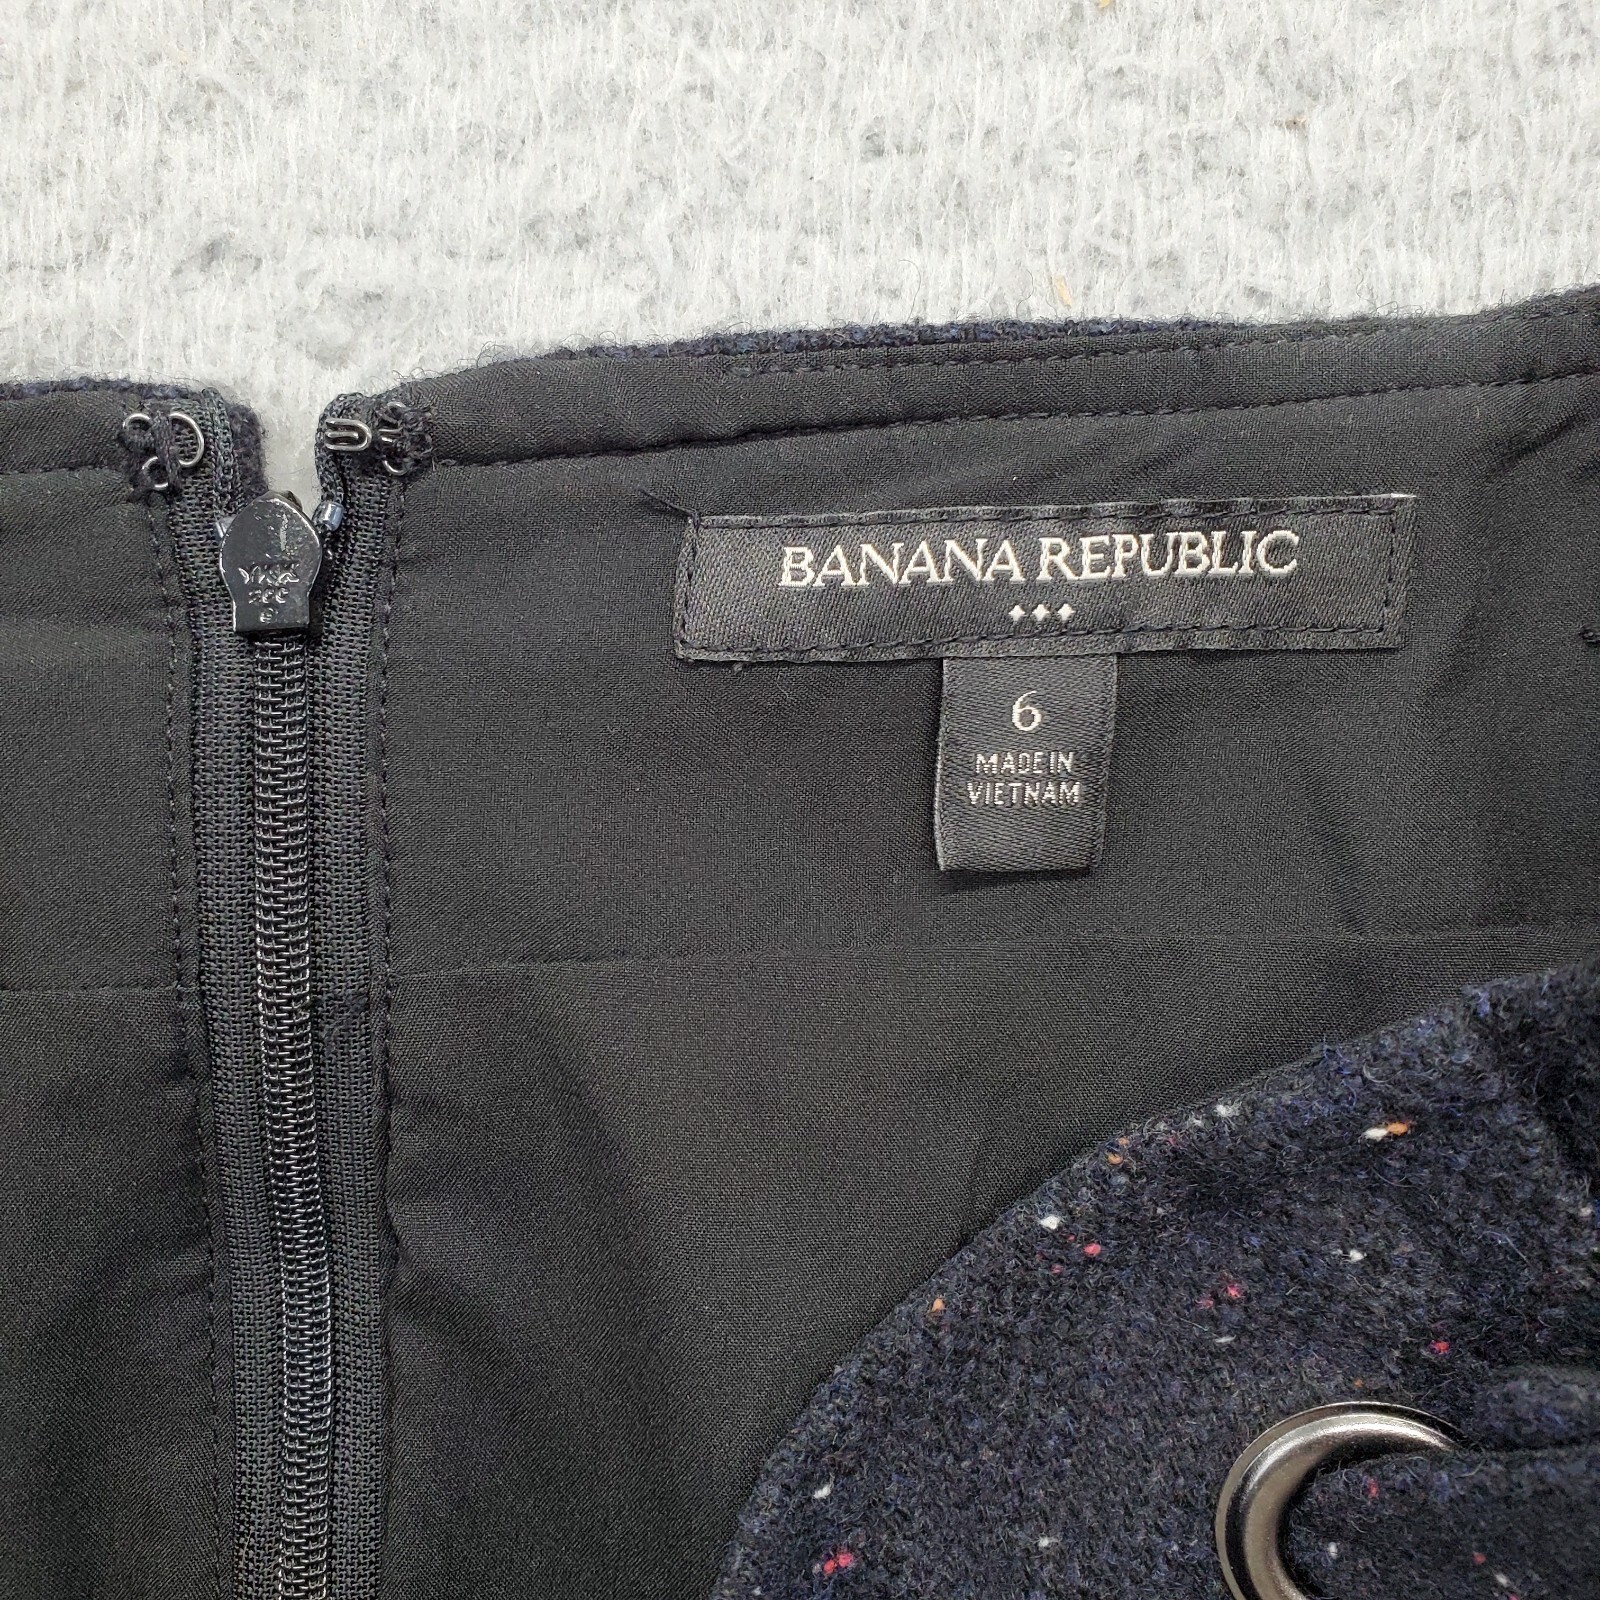 BANANA REPUBLIC
6
MADE IN
VIETNAM